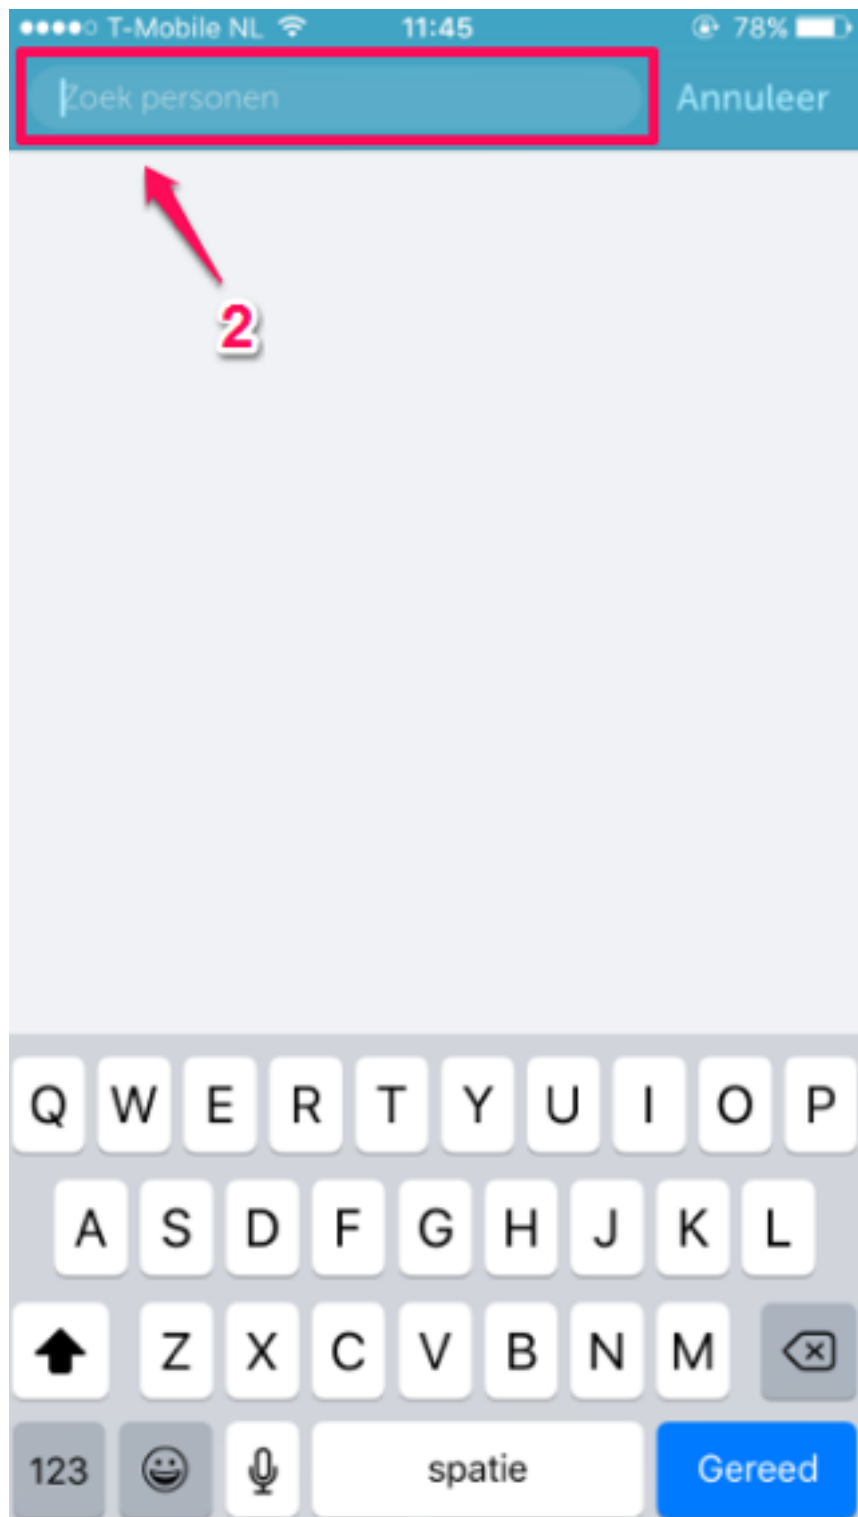 T-Mobile NL 11:45 78%
Zoek personen Annuleer
2
Q W E R T Y U I O P
A S D F G H J K L
Z X C V B N M
123 spatie Gereed